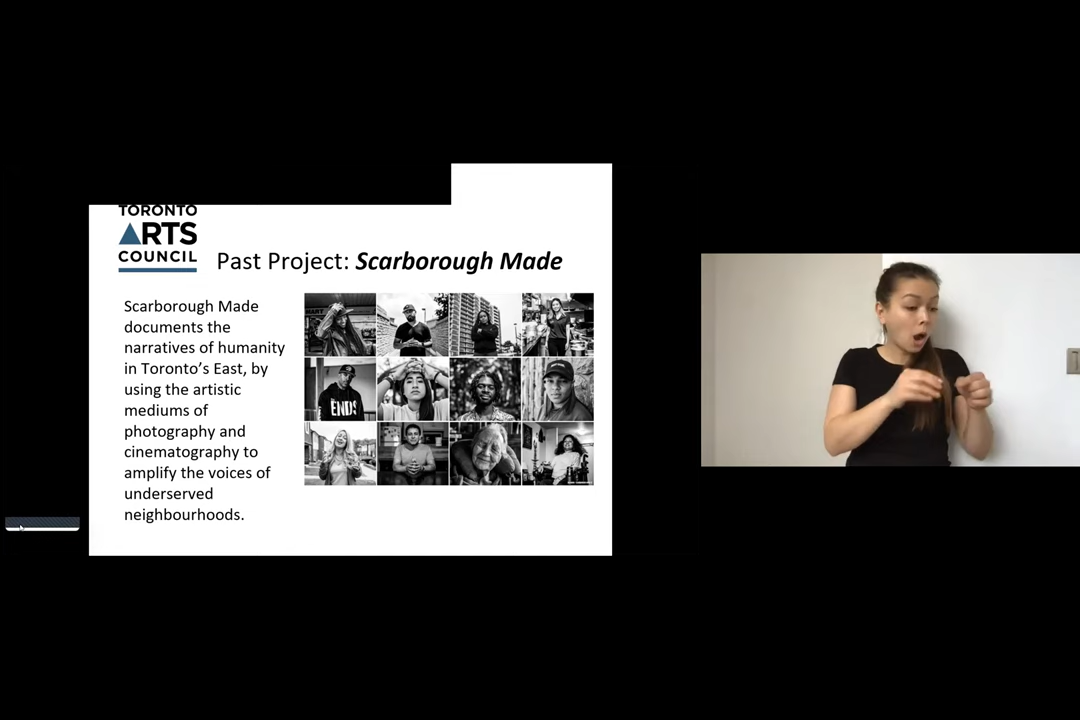 TORONTO
ARTS
COUNCIL
Past Project: Scarborough Made
Scarborough Made
documents the
narratives of humanity
in Toronto’s East, by
using the artistic
mediums of
photography and
cinematography to
amplify the voices of
underserved
neighbourhoods.
ENDS